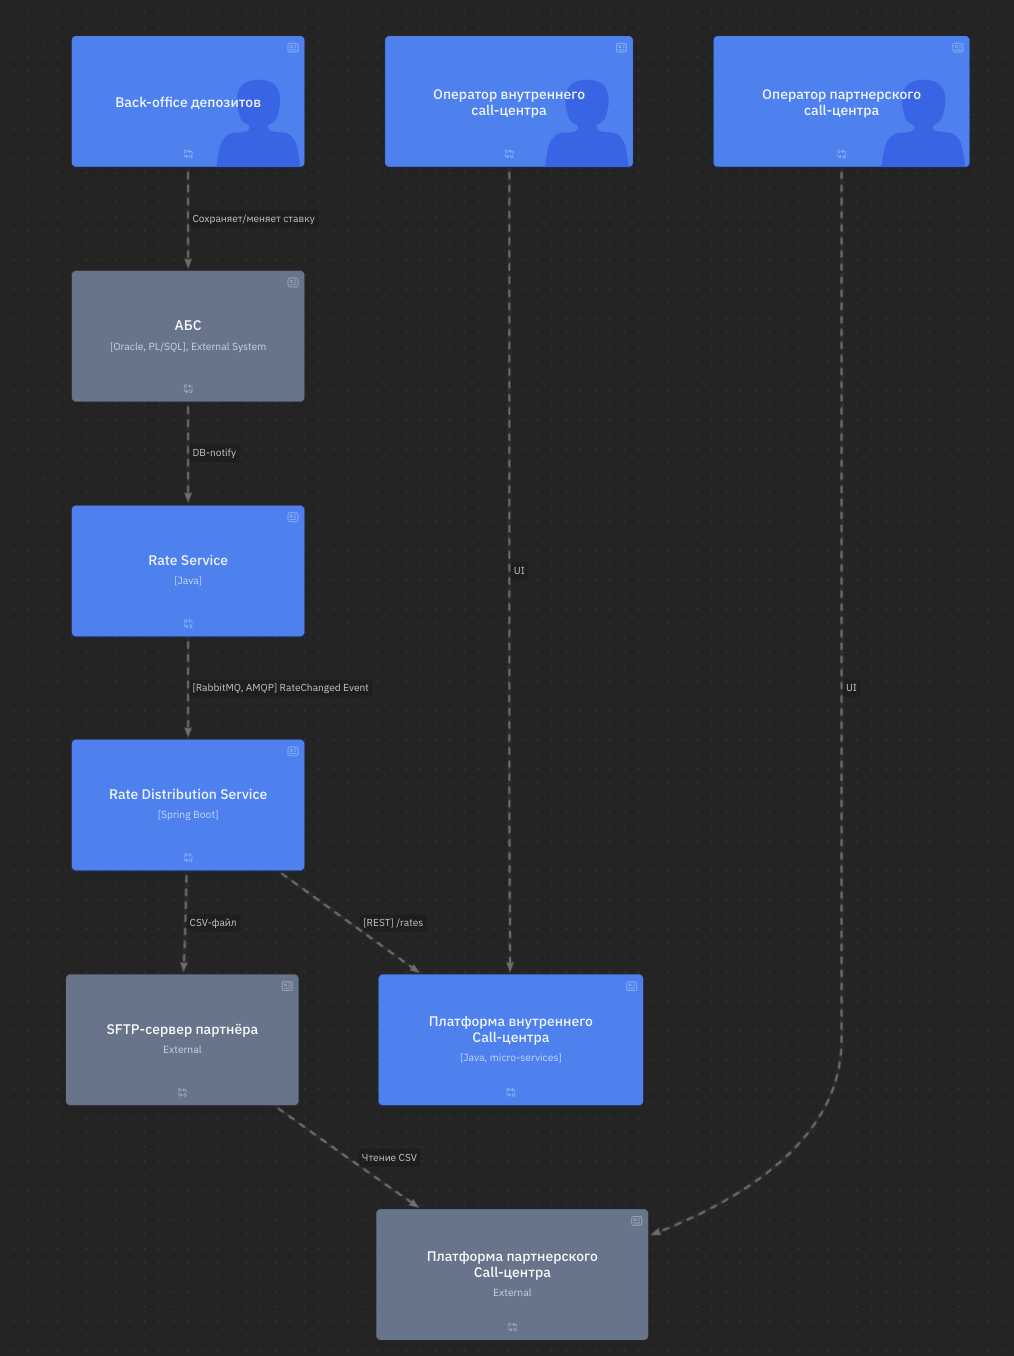 Back-office депозитов
Оператор внутреннего
call-центра
Оператор партнерского
call-центра
Сохраняет/меняет ставку
АБС
[Oracle, PL/SQL], External System
DB-notify
Rate Service
[Java]
UI
[RabbitMQ, AMQP] RateChanged Event
UI
Rate Distribution Service
[Spring Boot]
CSV-файл
[REST] /rates
SFTP-сервер партнёра
External
Платформа внутреннего
Call-центра
[Java, micro-services]
Чтение CSV
Платформа партнерского
Call-центра
External